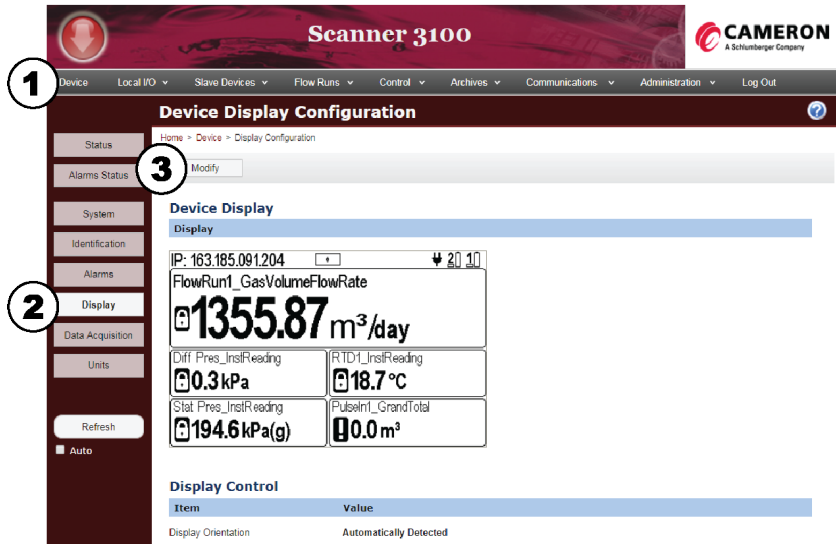 Scanner 3100
CAMERON
A Schlumberger Company
1
Device Local I/O Slave Devices Flow Runs Control Archives Communications Administration Log Out
Device Display Configuration ?
Home > Device > Display Configuration
Status
3 Modify
Alarms Status
System
Identification
Alarms
2 Display
Data Acquisition
Units
Refresh
Auto
Device Display
Display
IP: 163.185.091.204 2 1
FlowRun1_GasVolumeFlowRate
1355.87 m³/day
Diff Pres_InstReading RTD1_InstReading
0.3 kPa 18.7 °C
Stat Pres_InstReading PulseIn1_GrandTotal
194.6 kPa(g) 0.0 m³
Display Control
Item Value
Display Orientation Automatically Detected